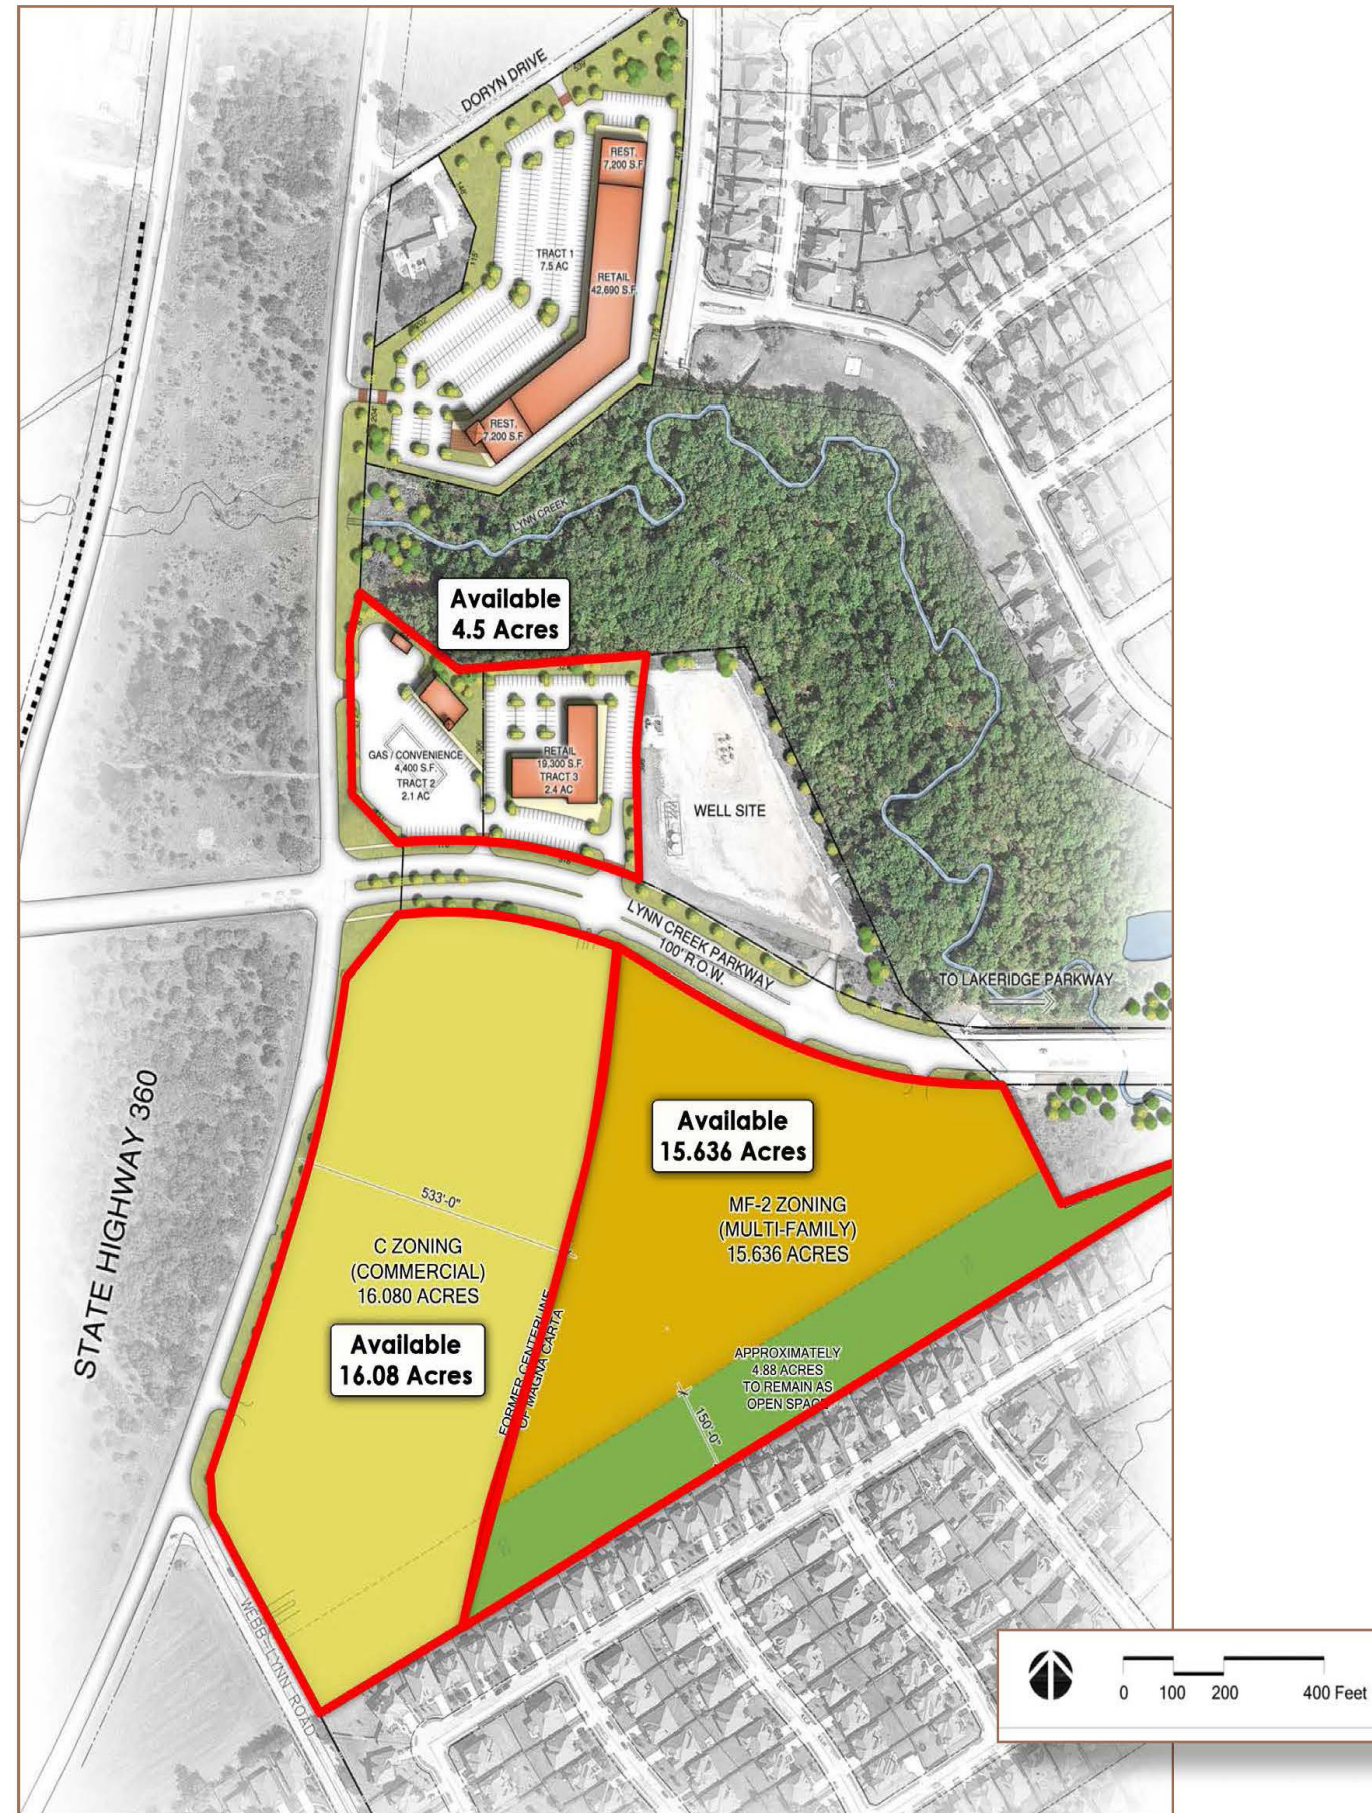 DORYN DRIVE
REST.
7,200 S.F.
TRACT 1
7.5 AC
RETAIL
42,690 S.F.
REST.
7,200 S.F.
LYNN CREEK
Available
4.5 Acres
GAS / CONVENIENCE
4,400 S.F.
TRACT 2
2.1 AC
RETAIL
19,300 S.F.
TRACT 3
2.4 AC
WELL SITE
LYNN CREEK PARKWAY
100' R.O.W.
TO LAKERIDGE PARKWAY
STATE HIGHWAY 360
Available
15.636 Acres
MF-2 ZONING
(MULTI-FAMILY)
15.636 ACRES
533'-0"
C ZONING
(COMMERCIAL)
16.080 ACRES
Available
16.08 Acres
FORMER CENTERLINE
OF MAGNA CARTA
APPROXIMATELY
4.88 ACRES
TO REMAIN AS
OPEN SPACE
150'-0"
WEBB-LYNN ROAD
0 100 200 400 Feet